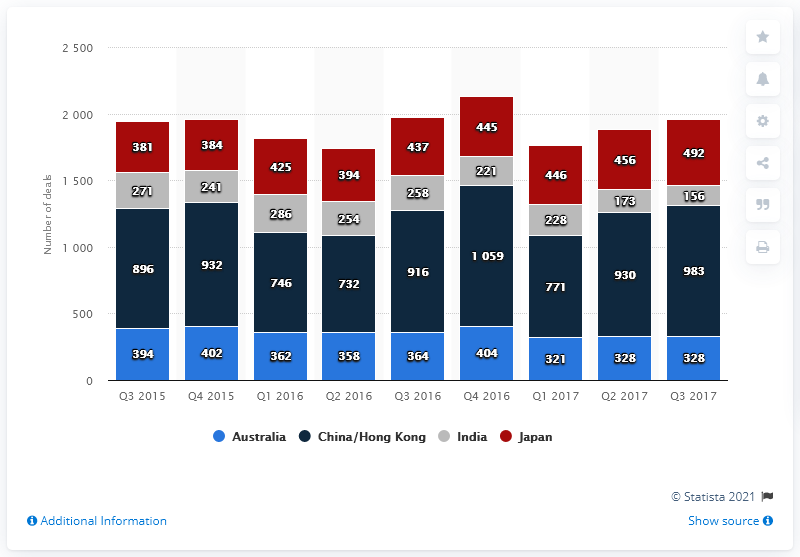 2 500
2 000
1 500
1 000
500
0
Number of deals
381 384 425 394 437 445 446 456 492
271 241 286 254 258 221 228 173 156
896 932 746 732 916 1 059 771 930 983
394 402 362 358 364 404 321 328 328
Q3 2015 Q4 2015 Q1 2016 Q2 2016 Q3 2016 Q4 2016 Q1 2017 Q2 2017 Q3 2017
Australia China/Hong Kong India Japan
© Statista 2021
Additional Information Show source